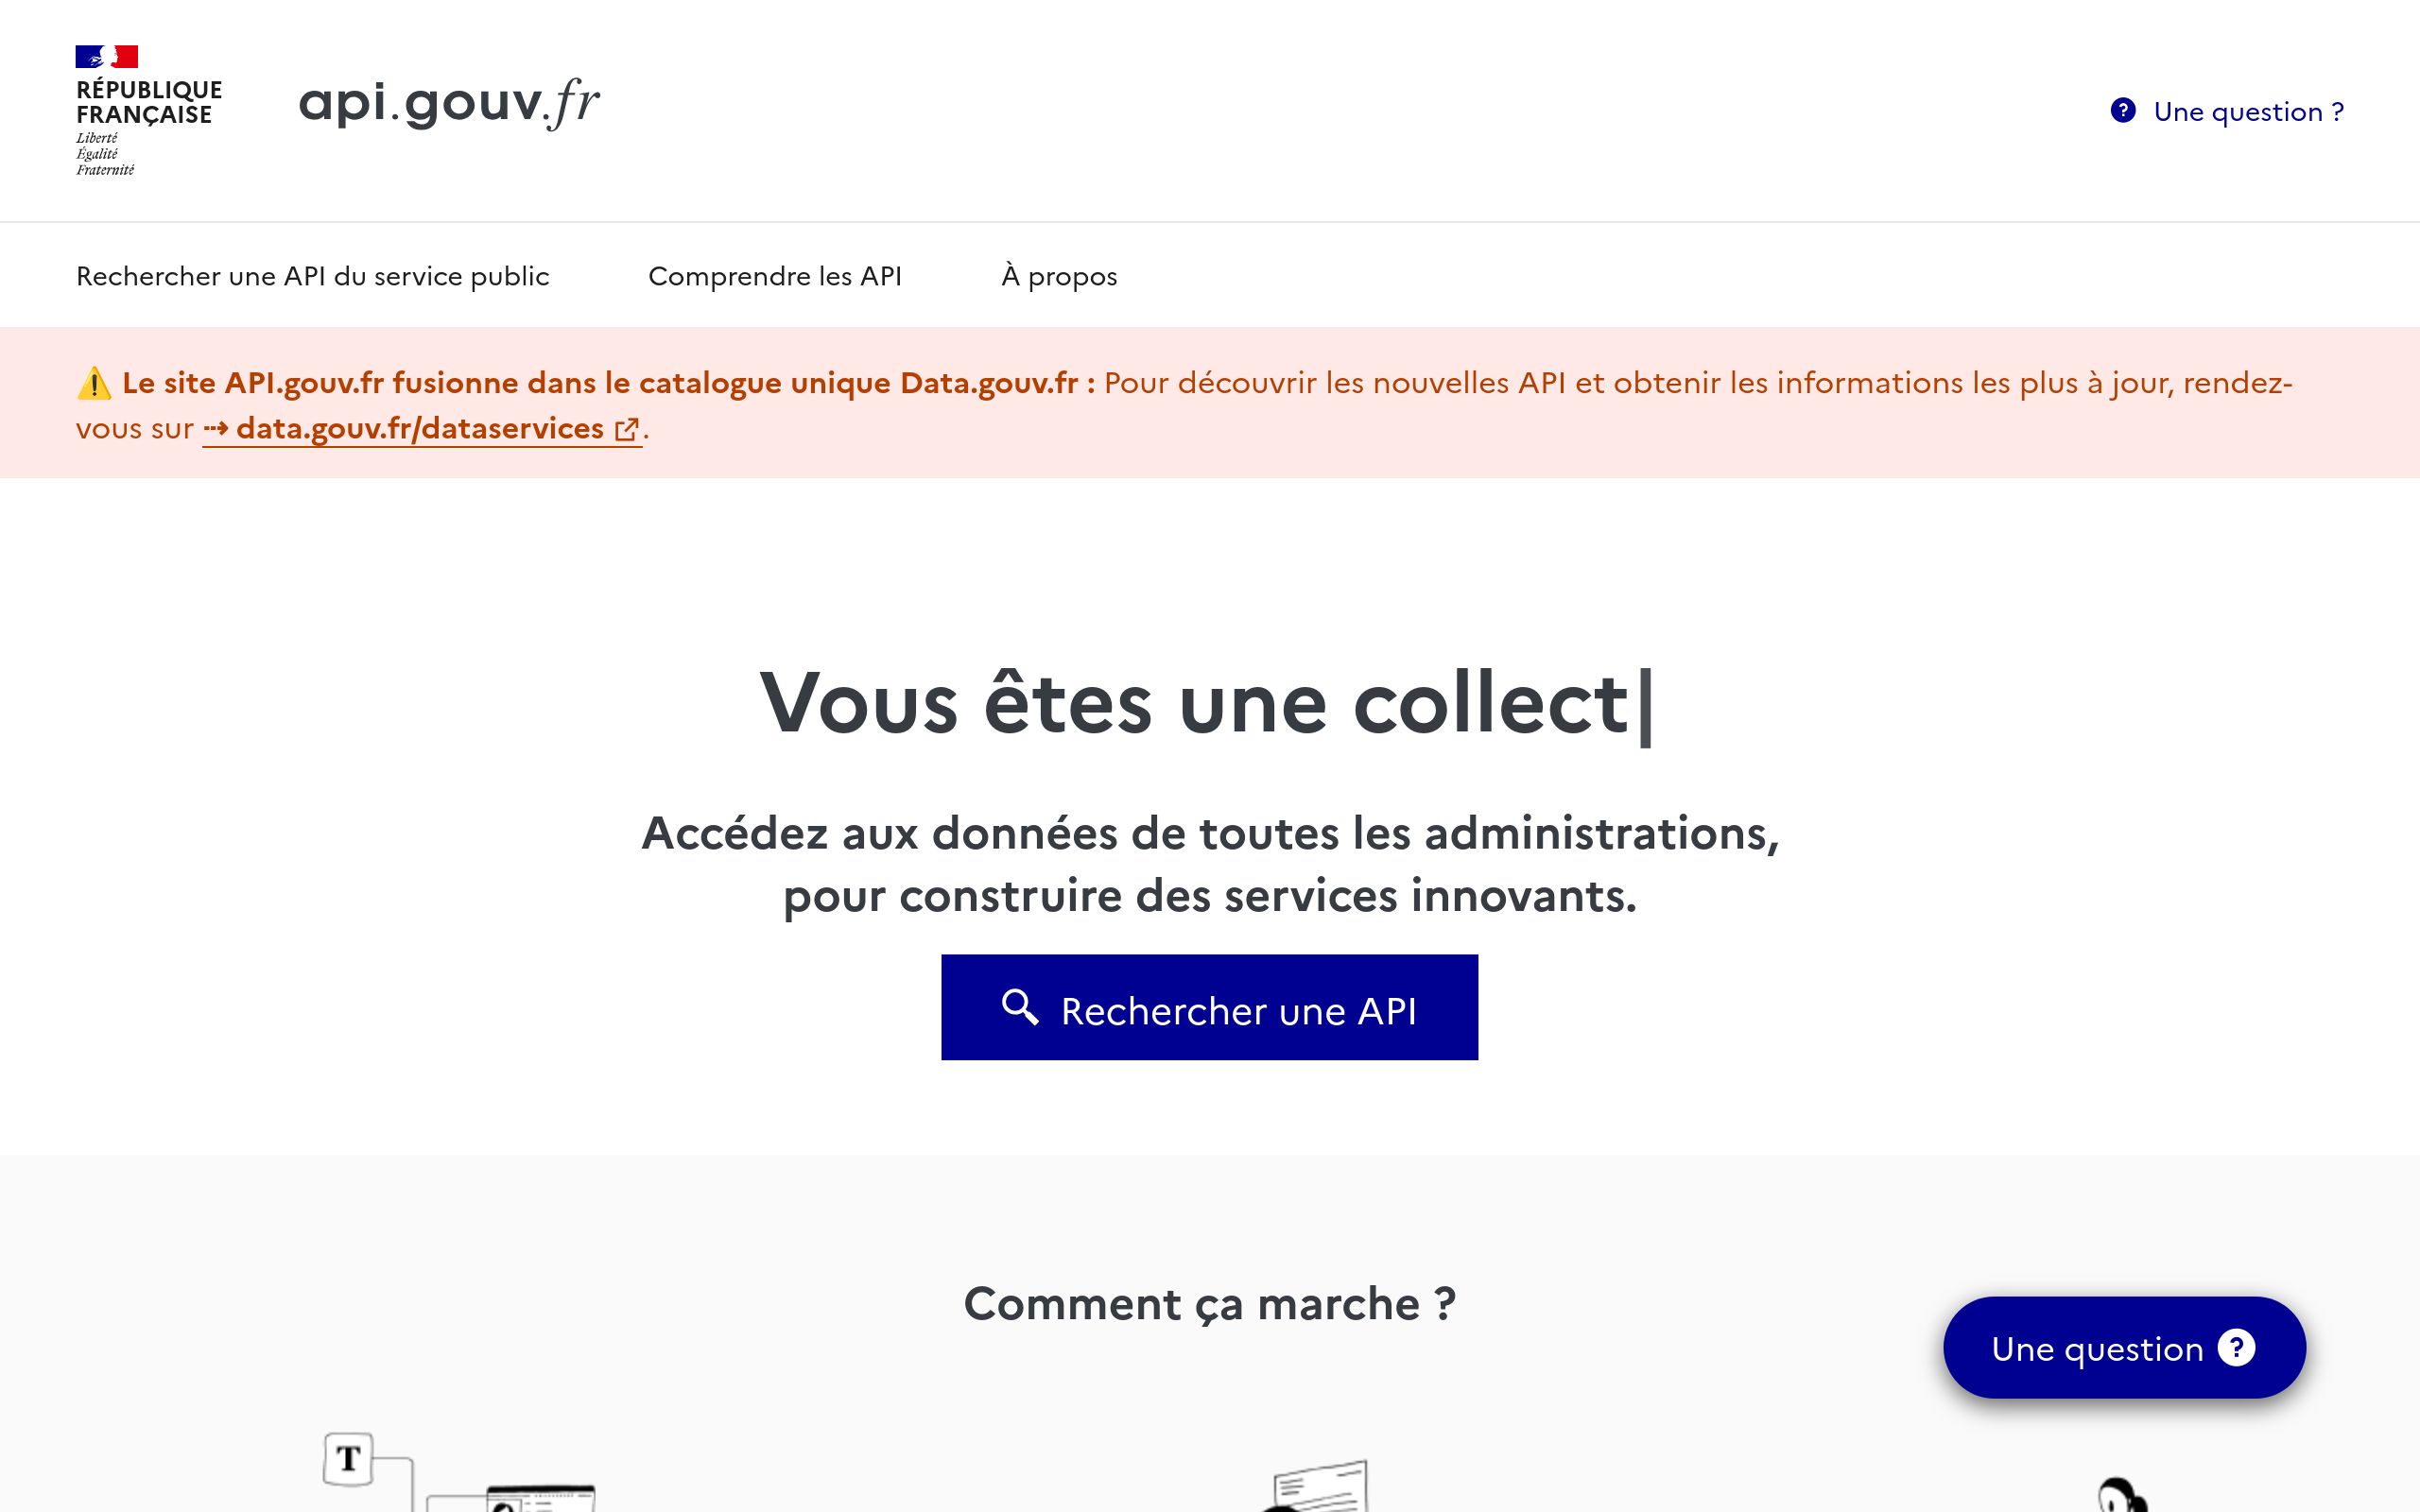 RÉPUBLIQUE
FRANÇAISE
Liberté
Égalité
Fraternité
api.gouv.fr
Une question ?
Rechercher une API du service public
Comprendre les API
À propos
⚠️ Le site API.gouv.fr fusionne dans le catalogue unique Data.gouv.fr : Pour découvrir les nouvelles API et obtenir les informations les plus à jour, rendez-
vous sur ⇢ data.gouv.fr/dataservices.
Vous êtes une collect|
Accédez aux données de toutes les administrations,
pour construire des services innovants.
Rechercher une API
Comment ça marche ?
Une question ?
T